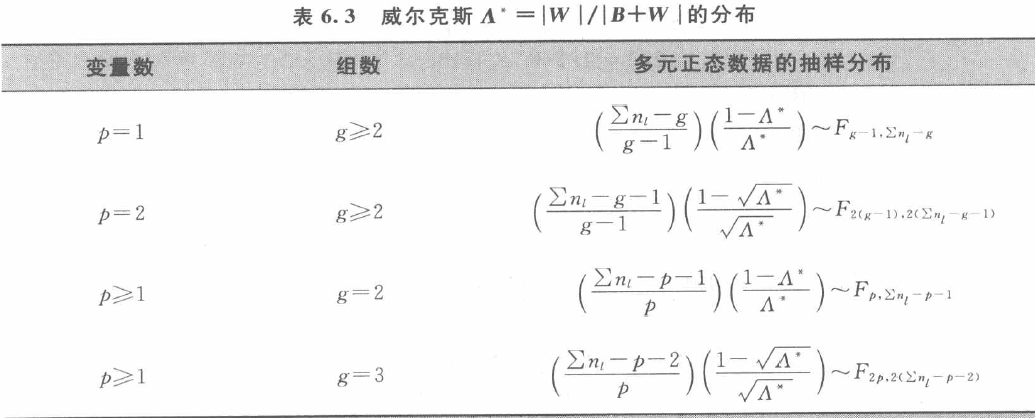 表 6.3 威尔克斯 Λ* = |W|/|B+W| 的分布
变量数 组数 多元正态数据的抽样分布
p=1 g≥2 $\left(\frac{\sum n_l-g}{g-1}\right)\left(\frac{1-\Lambda^*}{\Lambda^*}\right)\sim F_{g-1,\sum n_l-g}$
p=2 g≥2 $\left(\frac{\sum n_l-g-1}{g-1}\right)\left(\frac{1-\sqrt{\Lambda^*}}{\sqrt{\Lambda^*}}\right)\sim F_{2(g-1),2(\sum n_l-g-1)}$
p≥1 g=2 $\left(\frac{\sum n_l-p-1}{p}\right)\left(\frac{1-\Lambda^*}{\Lambda^*}\right)\sim F_{p,\sum n_l-p-1}$
p≥1 g=3 $\left(\frac{\sum n_l-p-2}{p}\right)\left(\frac{1-\sqrt{\Lambda^*}}{\sqrt{\Lambda^*}}\right)\sim F_{2p,2(\sum n_l-p-2)}$